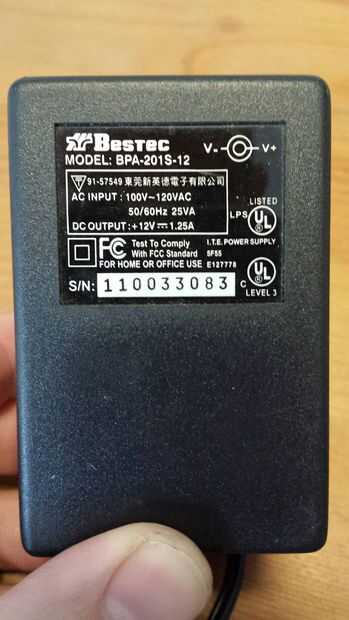 BESTEC
V- V+
MODEL: BPA-201S-12
91-57549 東莞新英德電子有限公司
AC INPUT : 100V~120VAC
50/60Hz 25VA
DC OUTPUT : +12V ⎓ 1.25A
LISTED
LPS UL
FC Test To Comply
With FCC Standard
FOR HOME OR OFFICE USE
I.T.E. POWER SUPPLY
5F55
E127778
C UL
LEVEL 3
S/N: 110033083